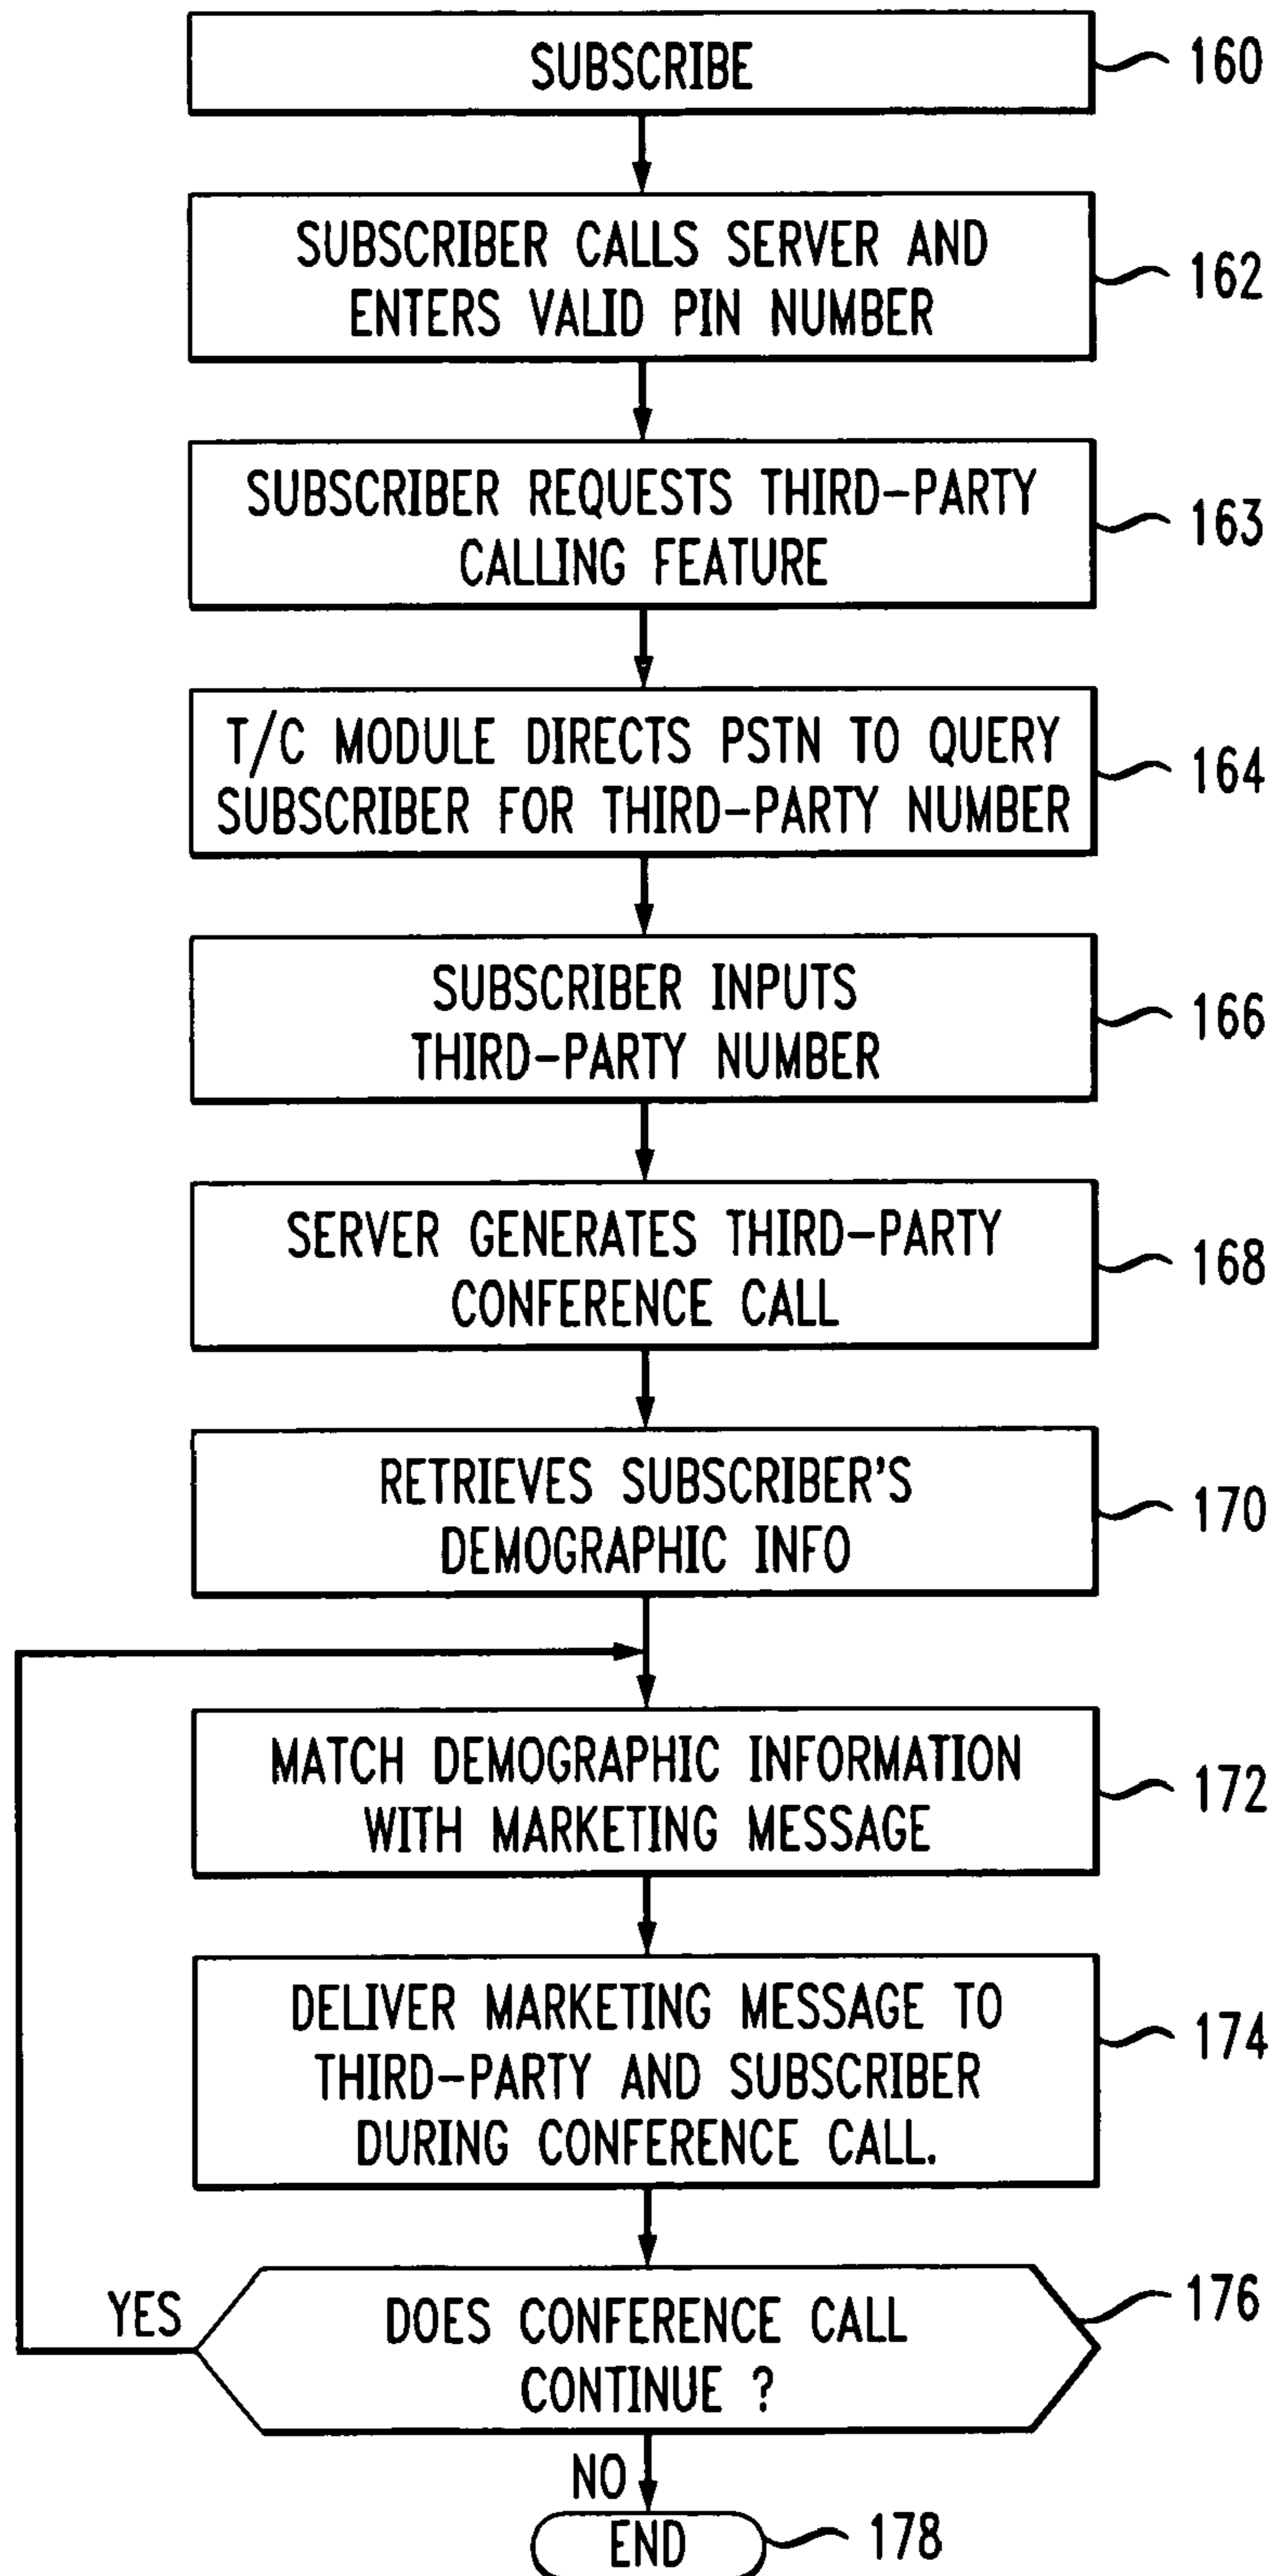 SUBSCRIBE
160
SUBSCRIBER CALLS SERVER AND
ENTERS VALID PIN NUMBER
162
SUBSCRIBER REQUESTS THIRD-PARTY
CALLING FEATURE
163
T/C MODULE DIRECTS PSTN TO QUERY
SUBSCRIBER FOR THIRD-PARTY NUMBER
164
SUBSCRIBER INPUTS
THIRD-PARTY NUMBER
166
SERVER GENERATES THIRD-PARTY
CONFERENCE CALL
168
RETRIEVES SUBSCRIBER'S
DEMOGRAPHIC INFO
170
MATCH DEMOGRAPHIC INFORMATION
WITH MARKETING MESSAGE
172
DELIVER MARKETING MESSAGE TO
THIRD-PARTY AND SUBSCRIBER
DURING CONFERENCE CALL.
174
YES
DOES CONFERENCE CALL
CONTINUE ?
176
NO
END
178